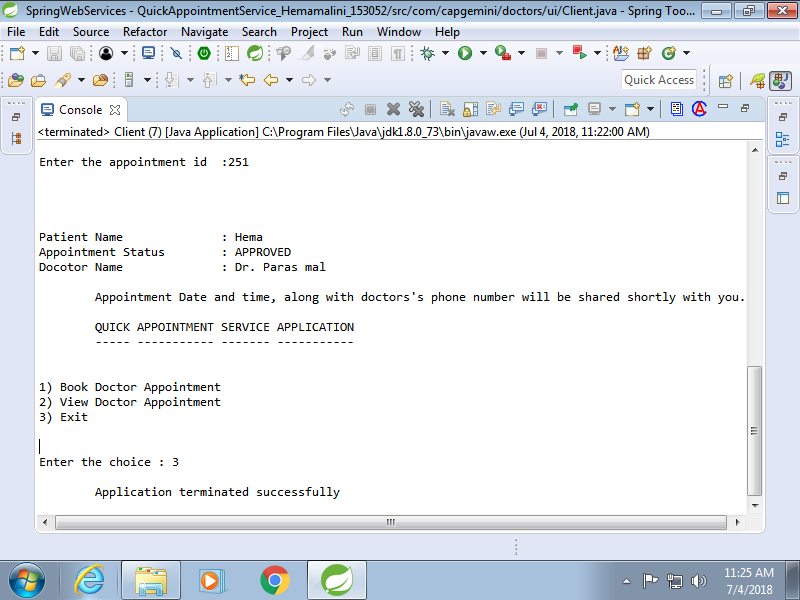 SpringWebServices - QuickAppointmentService_Hemamalini_153052/src/com/capgemini/doctors/ui/Client.java - Spring Too...
File Edit Source Refactor Navigate Search Project Run Window Help
Quick Access
Console
<terminated> Client (7) [Java Application] C:\Program Files\Java\jdk1.8.0_73\bin\javaw.exe (Jul 4, 2018, 11:22:00 AM)
Enter the appointment id :251
Patient Name : Hema
Appointment Status : APPROVED
Docotor Name : Dr. Paras mal
Appointment Date and time, along with doctors's phone number will be shared shortly with you.
QUICK APPOINTMENT SERVICE APPLICATION
----- ----------- ------- -----------
1) Book Doctor Appointment
2) View Doctor Appointment
3) Exit
Enter the choice : 3
Application terminated successfully
11:25 AM
7/4/2018